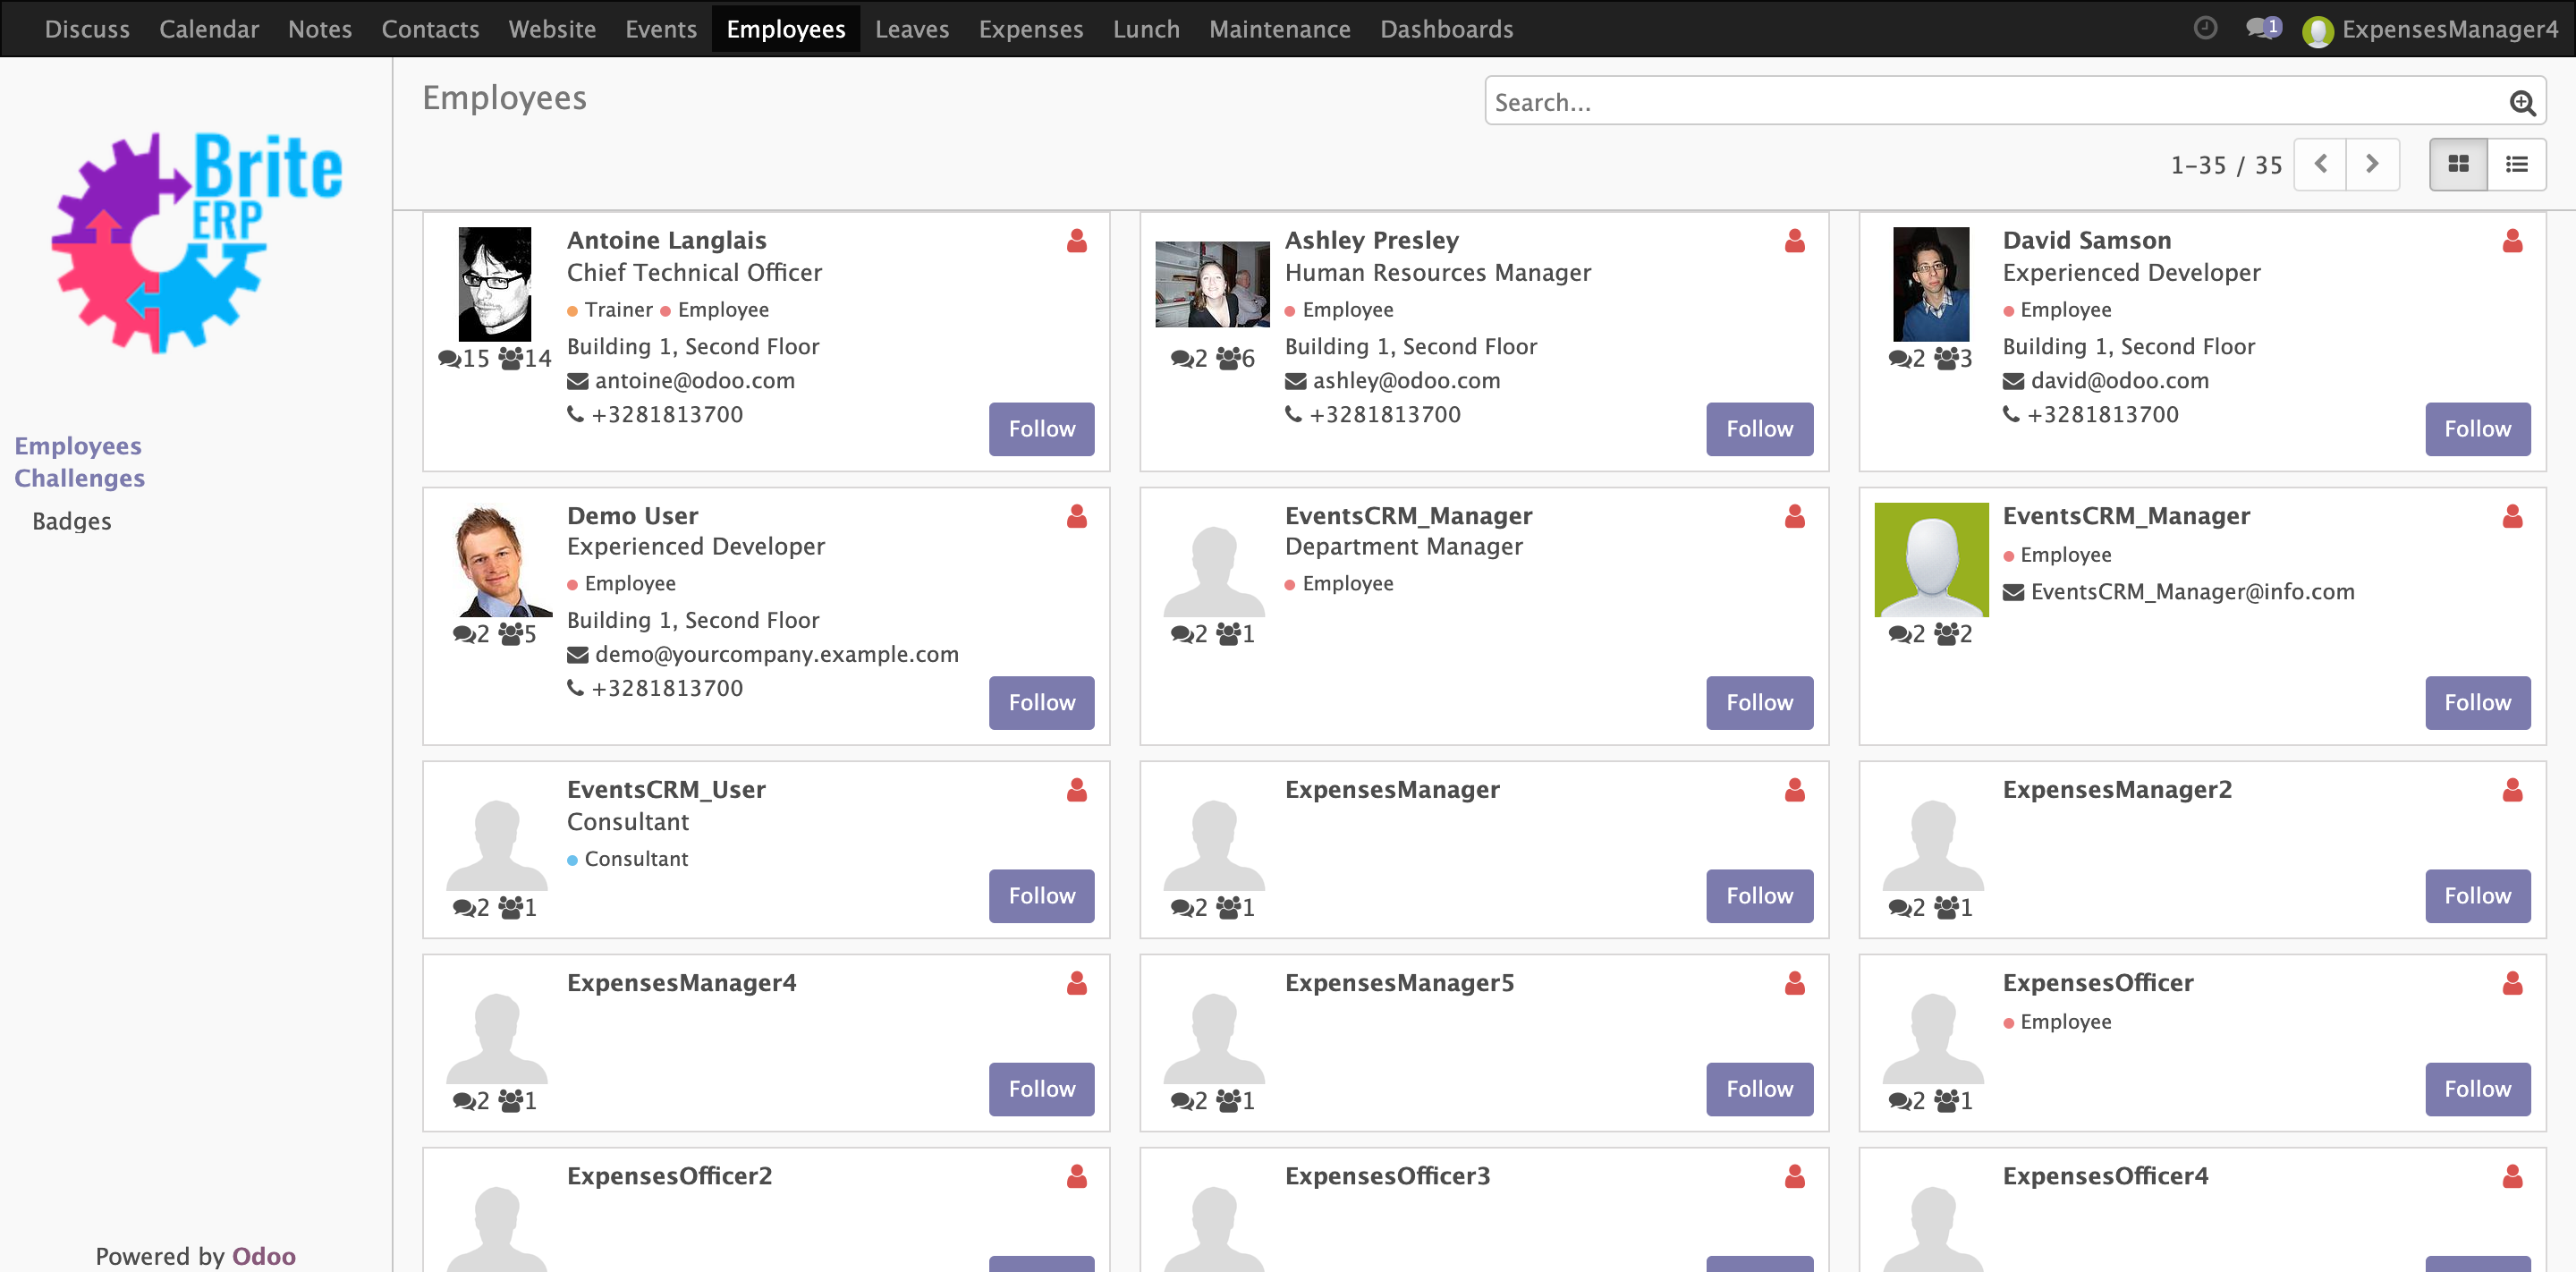 Discuss Calendar Notes Contacts Website Events Employees Leaves Expenses Lunch Maintenance Dashboards 1 ExpensesManager4
Brite
ERP
Employees
Challenges
Badges
Powered by Odoo
Employees
Search...
1-35 / 35
Antoine Langlais
Chief Technical Officer
Trainer Employee
Building 1, Second Floor
antoine@odoo.com
+3281813700
15 14
Follow
Ashley Presley
Human Resources Manager
Employee
Building 1, Second Floor
ashley@odoo.com
+3281813700
2 6
Follow
David Samson
Experienced Developer
Employee
Building 1, Second Floor
david@odoo.com
+3281813700
2 3
Follow
Demo User
Experienced Developer
Employee
Building 1, Second Floor
demo@yourcompany.example.com
+3281813700
2 5
Follow
EventsCRM_Manager
Department Manager
Employee
2 1
Follow
EventsCRM_Manager
Employee
EventsCRM_Manager@info.com
2 2
Follow
EventsCRM_User
Consultant
Consultant
2 1
Follow
ExpensesManager
2 1
Follow
ExpensesManager2
2 1
Follow
ExpensesManager4
2 1
Follow
ExpensesManager5
2 1
Follow
ExpensesOfficer
Employee
2 1
Follow
ExpensesOfficer2
ExpensesOfficer3
ExpensesOfficer4